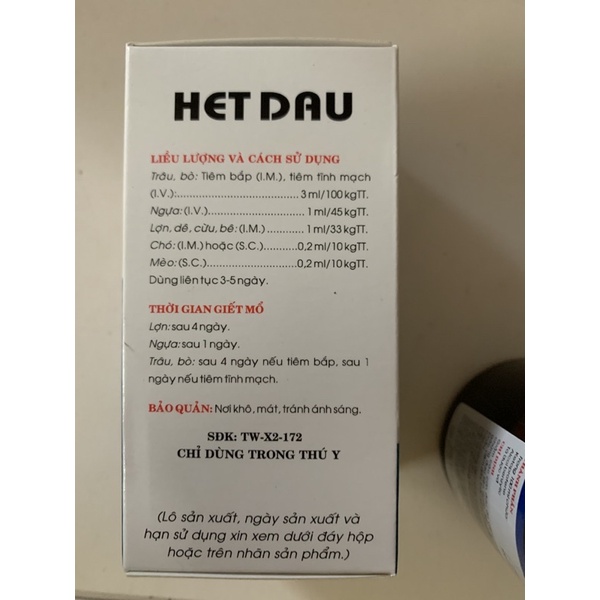 HETDAU
LIỀU LƯỢNG VÀ CÁCH SỬ DỤNG
Trâu, bò: Tiêm bắp (I.M.), tiêm tĩnh mạch
(I.V.):.................................3 ml/100 kgTT.
Ngựa: (I.V.)..................................1 ml/45 kgTT.
Lợn, dê, cừu, bê: (I.M.)..........1 ml/33 kgTT.
Chó: (I.M.) hoặc (S.C.)..........0,2 ml/10 kgTT.
Mèo: (S.C.)..........................0,2 ml/10 kgTT.
Dùng liên tục 3-5 ngày.
THỜI GIAN GIẾT MỔ
Lợn: sau 4 ngày.
Ngựa: sau 1 ngày.
Trâu, bò: sau 4 ngày nếu tiêm bắp, sau 1
ngày nếu tiêm tĩnh mạch.
BẢO QUẢN: Nơi khô, mát, tránh ánh sáng.
SĐK: TW-X2-172
CHỈ DÙNG TRONG THÚ Y
(Lô sản xuất, ngày sản xuất và
hạn sử dụng xin xem dưới đáy hộp
hoặc trên nhãn sản phẩm.)
THÀNH PHẦN